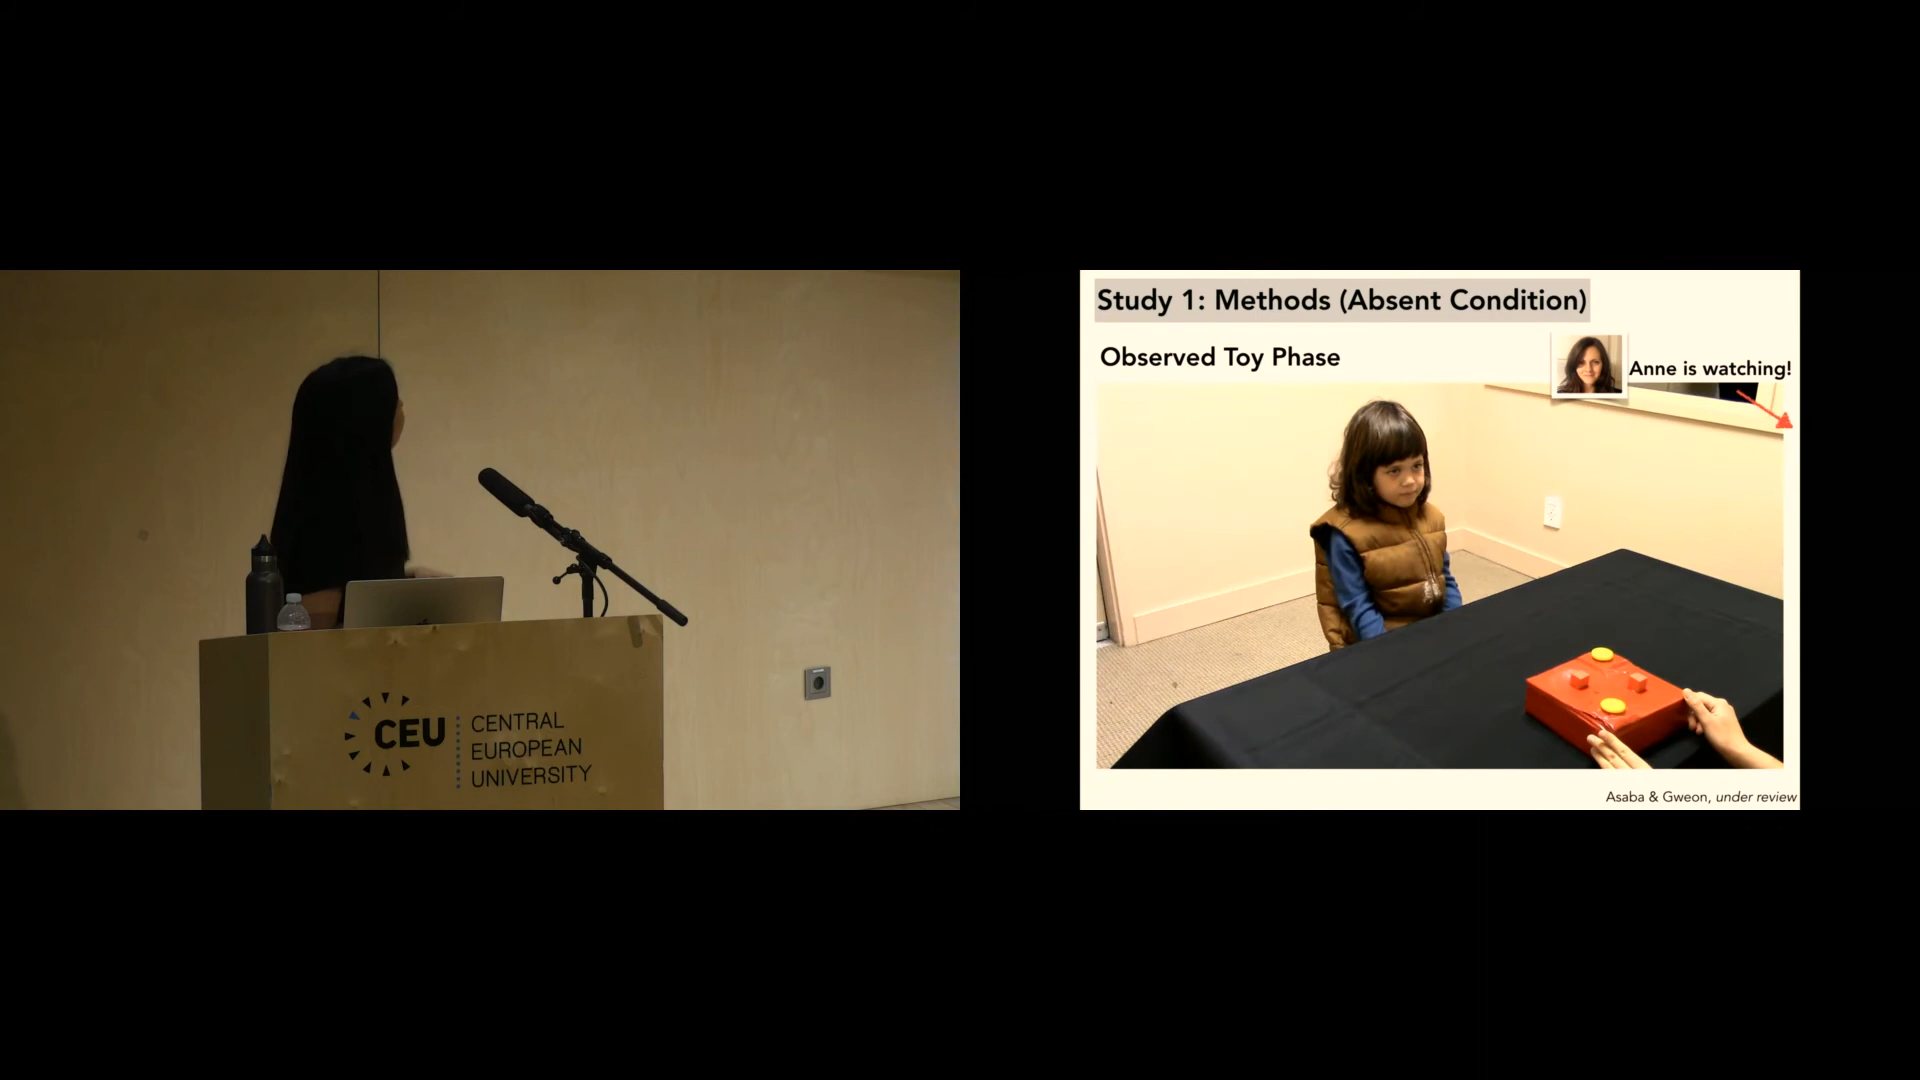 CEU
CENTRAL
EUROPEAN
UNIVERSITY
Study 1: Methods (Absent Condition)
Observed Toy Phase
Anne is watching!
Asaba & Gweon, under review